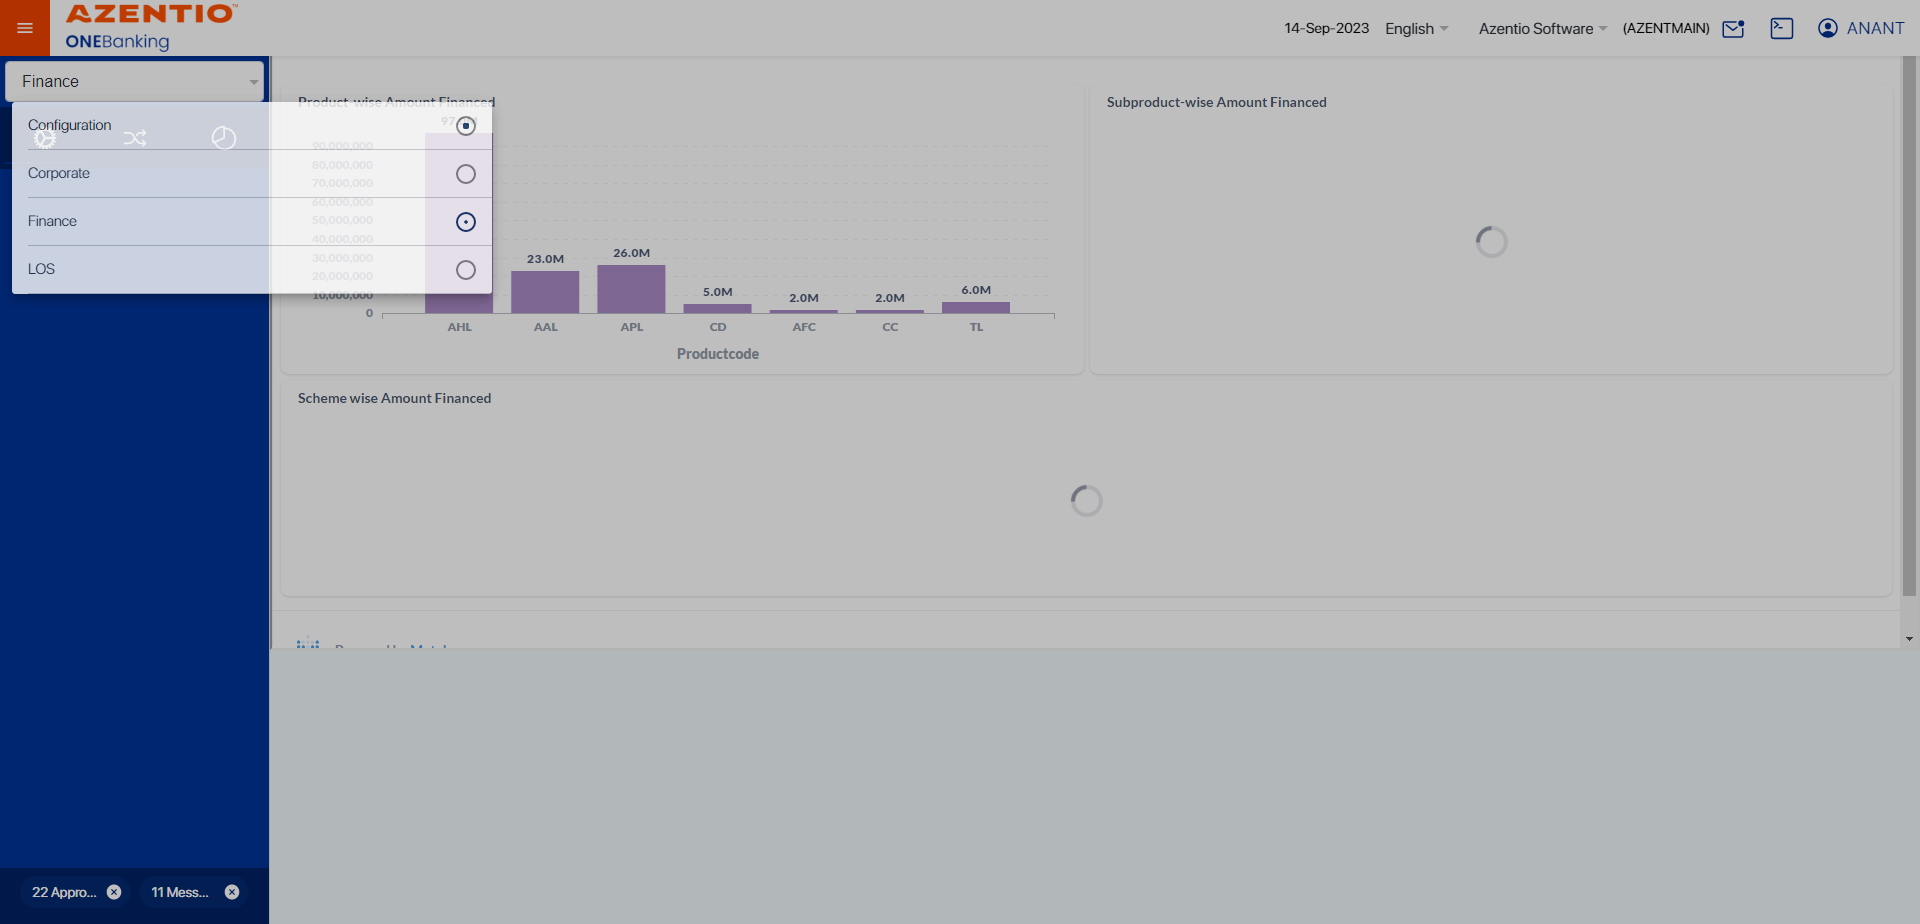 AZENTIO™
ONEBanking
14-Sep-2023
English
Azentio Software
(AZENTMAIN)
ANANT
Finance
Configuration
Corporate
Finance
LOS
Product-wise Amount Financed
90,000,000
80,000,000
70,000,000
60,000,000
50,000,000
40,000,000
30,000,000
20,000,000
10,000,000
0
23.0M
26.0M
5.0M
2.0M
2.0M
6.0M
AHL
AAL
APL
CD
AFC
CC
TL
Productcode
Subproduct-wise Amount Financed
Scheme wise Amount Financed
22 Appro...
11 Mess...